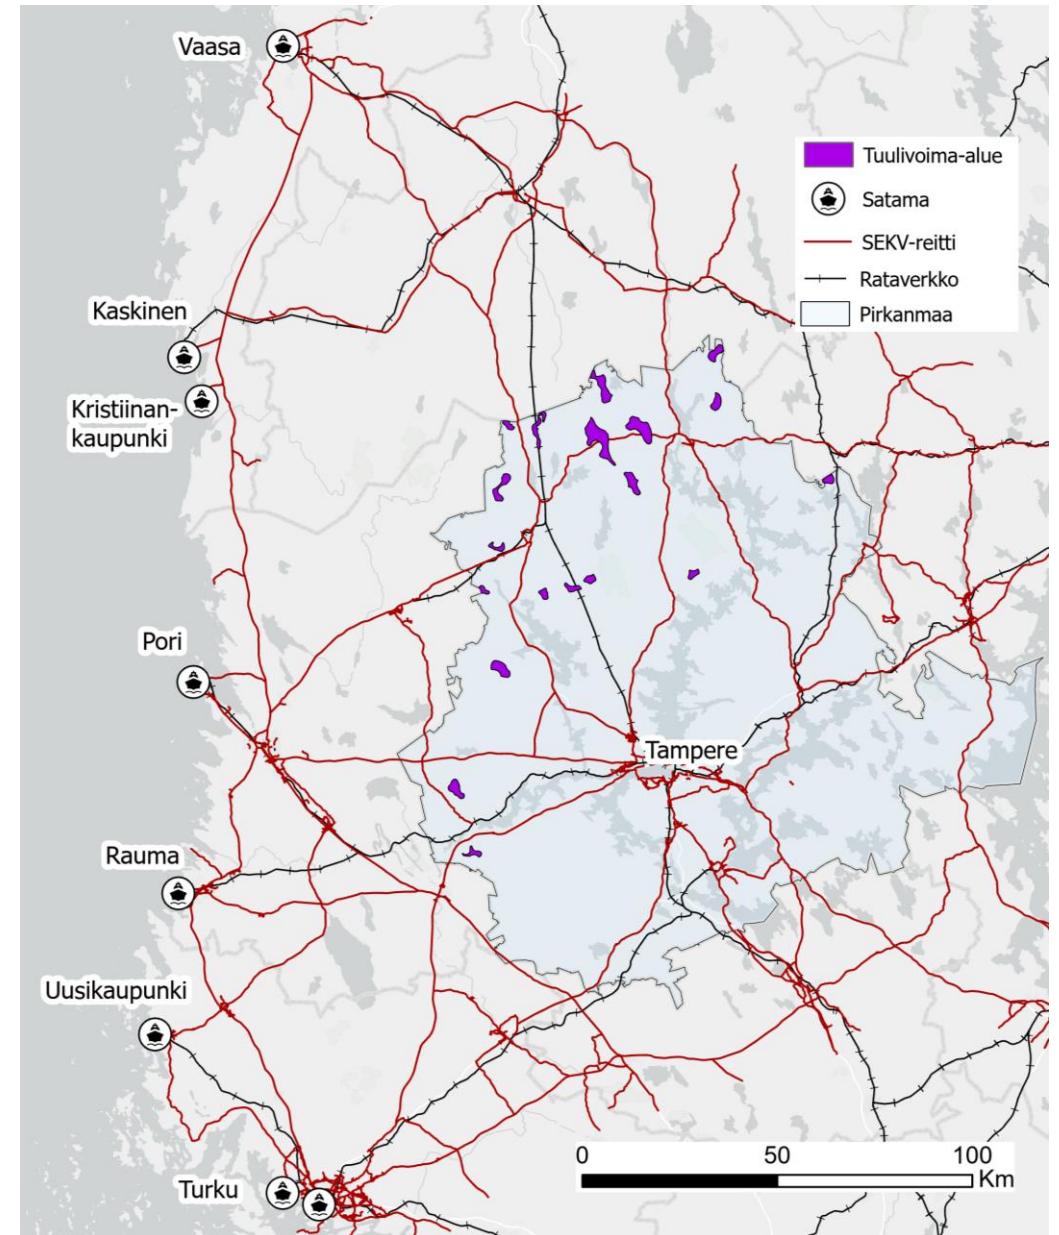 Vaasa
Tuulivoima-alue
Satama
SEKV-reitti
Rataverkko
Pirkanmaa
Kaskinen
Kristiinan-
kaupunki
Pori
Tampere
Rauma
Uusikaupunki
Turku
0 50 100
Km